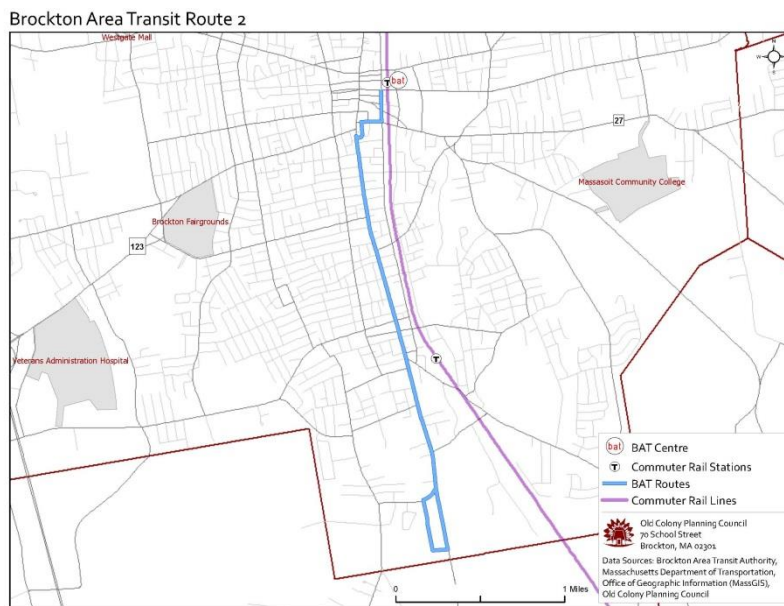 Brockton Area Transit Route 2
Westgate Mall
N
W
E
S
T
bat
27
Massasoit Community College
Brockton Fairgrounds
123
T
Veterans Administration Hospital
bat BAT Centre
T Commuter Rail Stations
BAT Routes
Commuter Rail Lines
Old Colony Planning Council
70 School Street
Brockton, MA 02301
Data Sources: Brockton Area Transit Authority,
Massachusetts Department of Transportation,
Office of Geographic Information (MassGIS),
Old Colony Planning Council
0 1 Miles